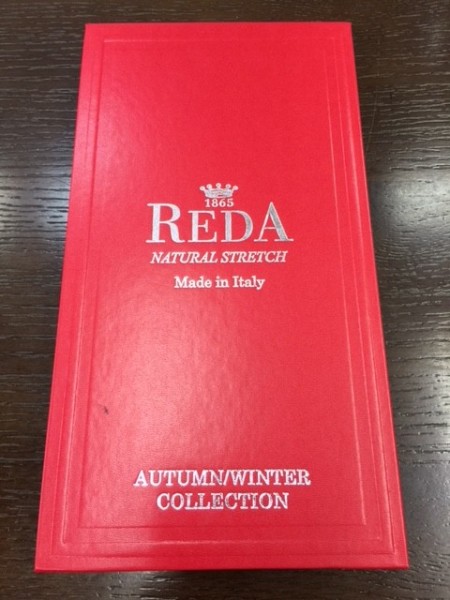 1865
REDA
NATURAL STRETCH
Made in Italy
AUTUMN/WINTER
COLLECTION